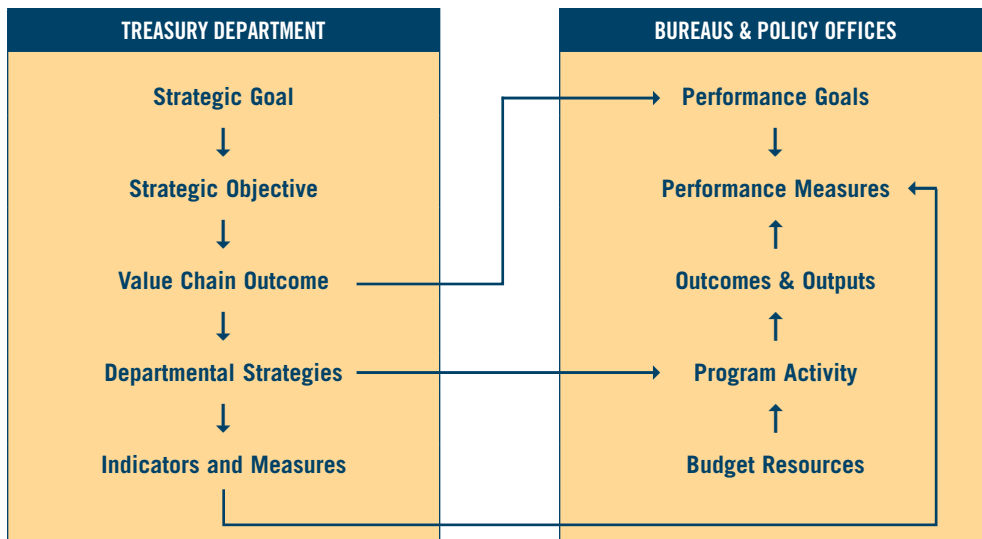 TREASURY DEPARTMENT
Strategic Goal
Strategic Objective
Value Chain Outcome
Departmental Strategies
Indicators and Measures
BUREAUS & POLICY OFFICES
Performance Goals
Performance Measures
Outcomes & Outputs
Program Activity
Budget Resources